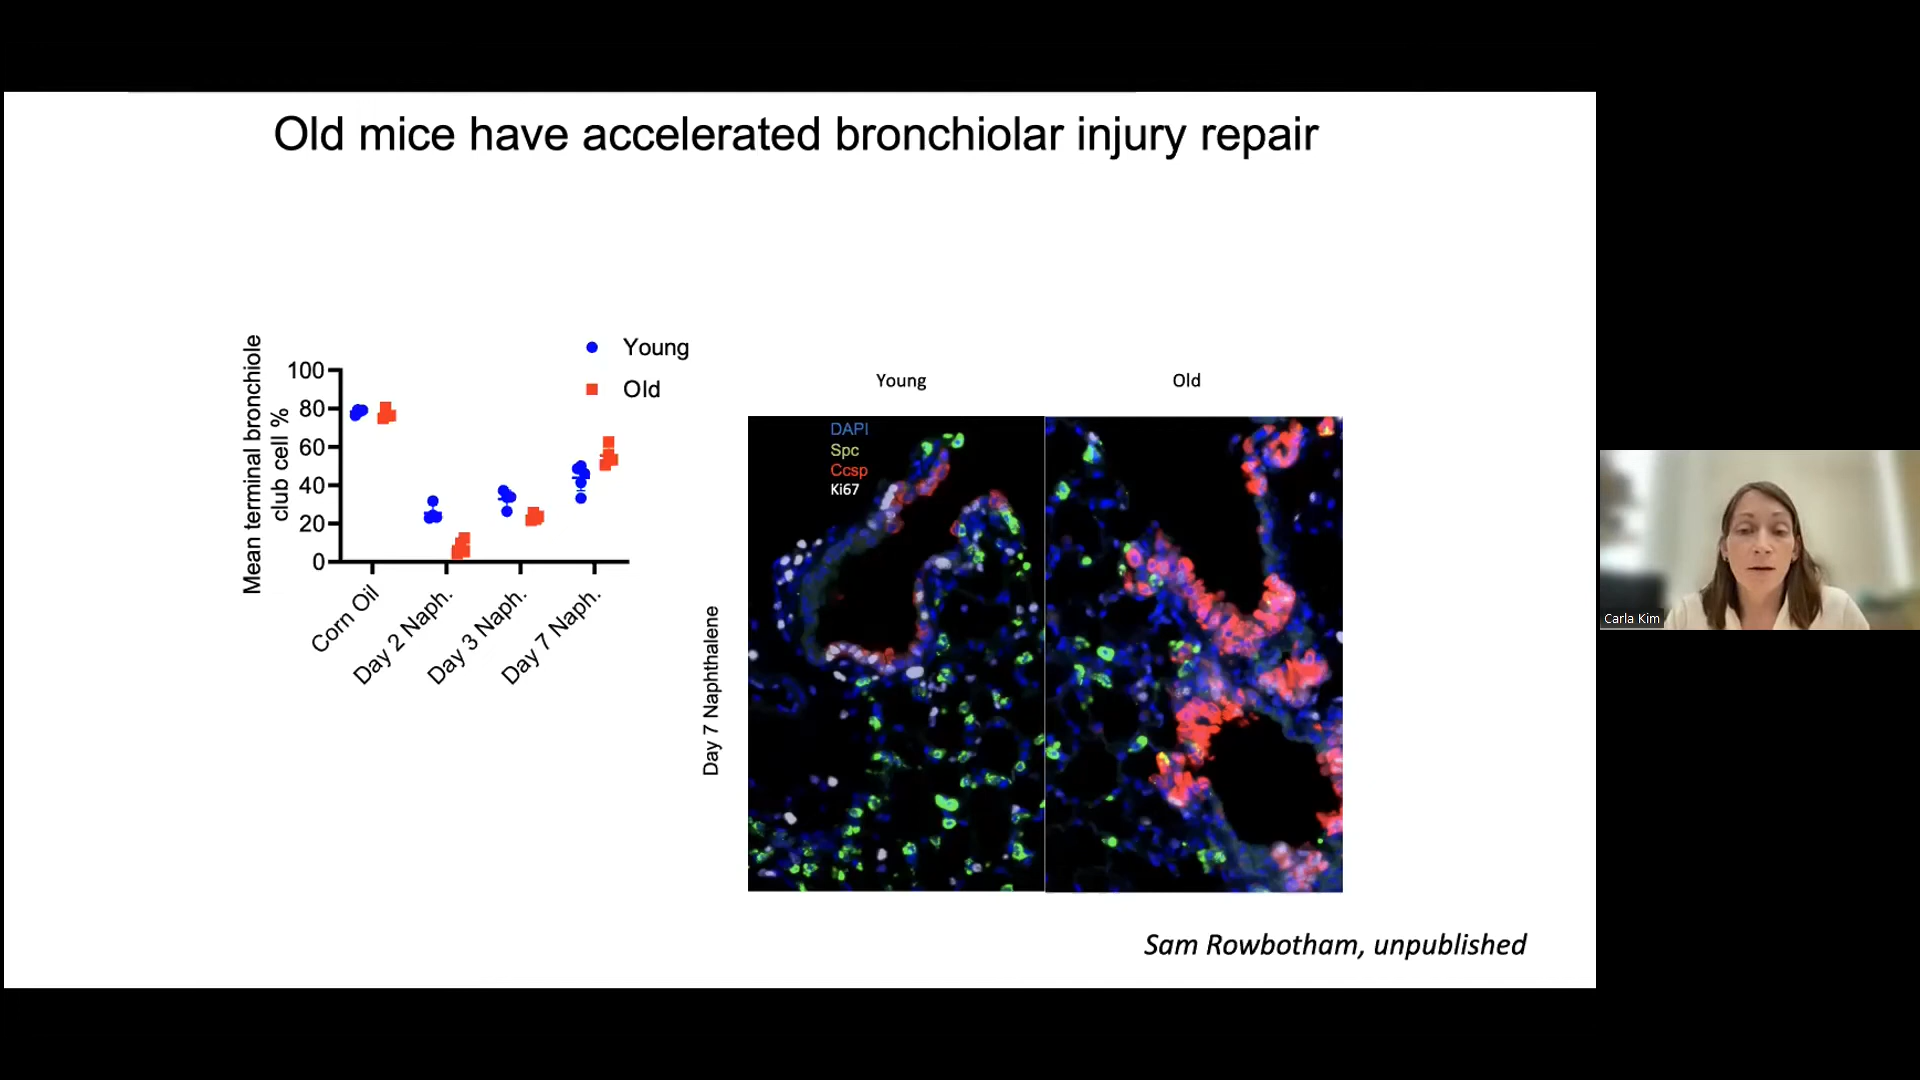 Old mice have accelerated bronchiolar injury repair
Mean terminal bronchiole
club cell %
100
80
60
40
20
0
Corn Oil
Day 2 Naph.
Day 3 Naph.
Day 7 Naph.
Young
Old
Young
Old
Day 7 Naphthalene
DAPI
Spc
Ccsp
Ki67
Sam Rowbotham, unpublished
Carla Kim